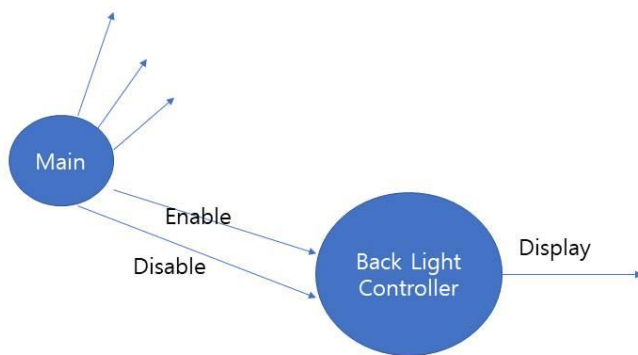 Main
Enable
Disable
Back Light
Controller
Display